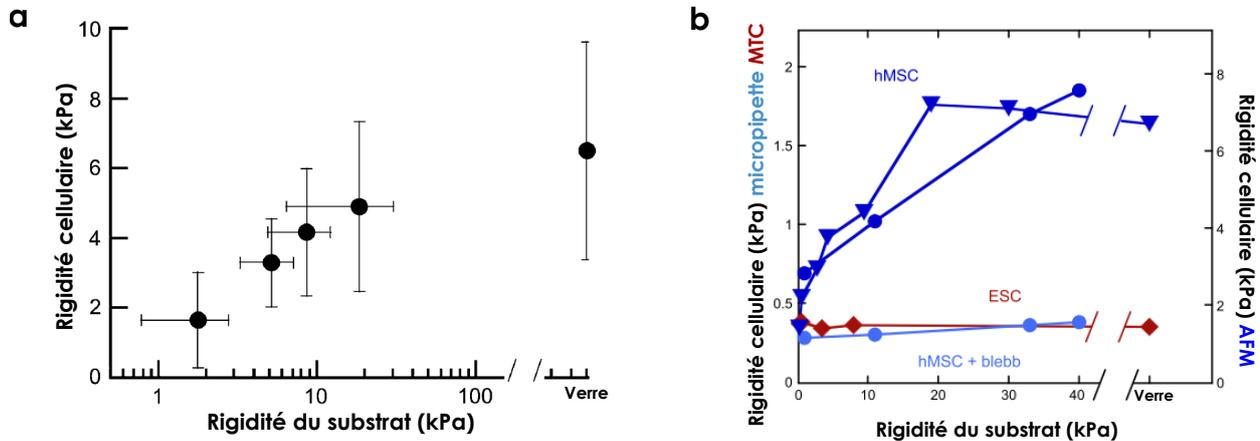 a
10
8
6
4
2
0
Rigidité cellulaire (kPa)
1
10
100
Verre
Rigidité du substrat (kPa)
b
Rigidité cellulaire (kPa) micropipette MTC
2
1.5
1
0.5
0
hMSC
ESC
hMSC + blebb
8
6
4
2
0
Rigidité cellulaire (kPa) AFM
0
10
20
30
40
Verre
Rigidité du substrat (kPa)